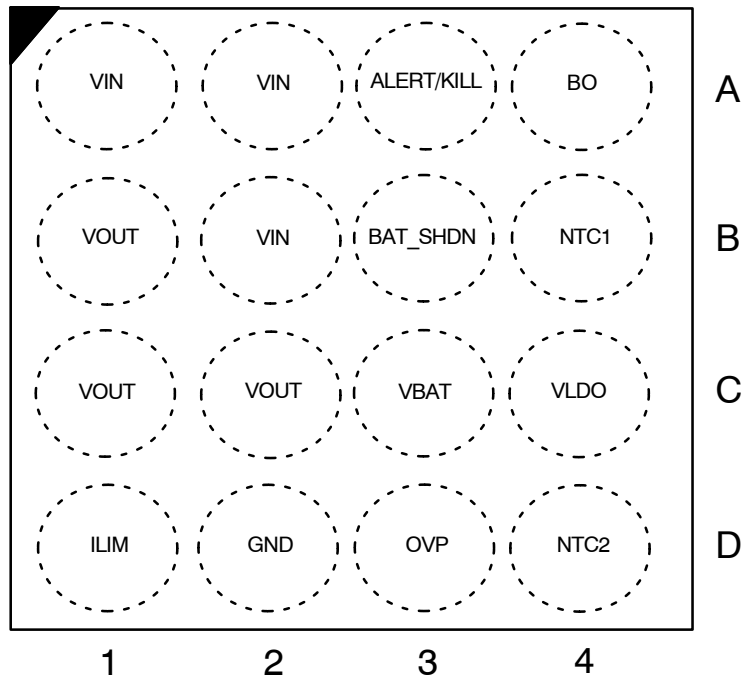 VIN VIN ALERT/KILL BO A
VOUT VIN BAT_SHDN NTC1 B
VOUT VOUT VBAT VLDO C
ILIM GND OVP NTC2 D
1 2 3 4